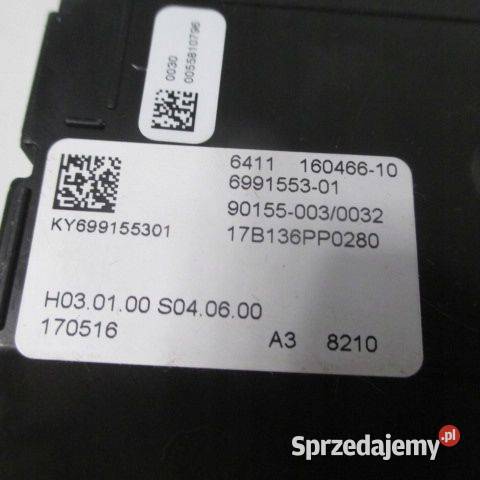 0030
0055810796
6411 160466-10
6991553-01
90155-003/0032
KY699155301 17B136PP0280
H03.01.00 S04.06.00
170516 A3 8210
Sprzedajemy.pl